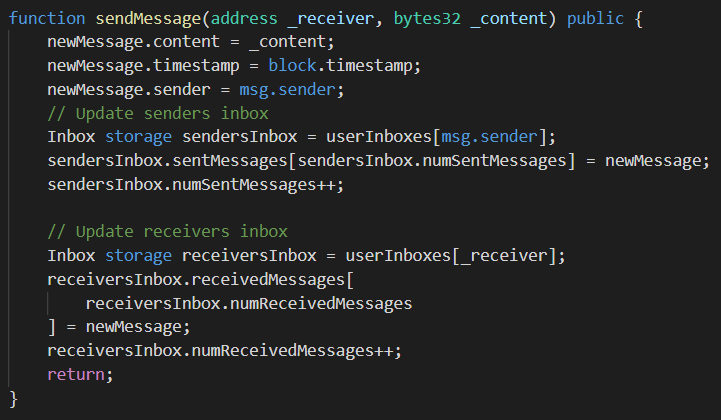 function sendMessage(address _receiver, bytes32 _content) public {
    newMessage.content = _content;
    newMessage.timestamp = block.timestamp;
    newMessage.sender = msg.sender;
    // Update senders inbox
    Inbox storage sendersInbox = userInboxes[msg.sender];
    sendersInbox.sentMessages[sendersInbox.numSentMessages] = newMessage;
    sendersInbox.numSentMessages++;

    // Update receivers inbox
    Inbox storage receiversInbox = userInboxes[_receiver];
    receiversInbox.receivedMessages[
        receiversInbox.numReceivedMessages
    ] = newMessage;
    receiversInbox.numReceivedMessages++;
    return;
}